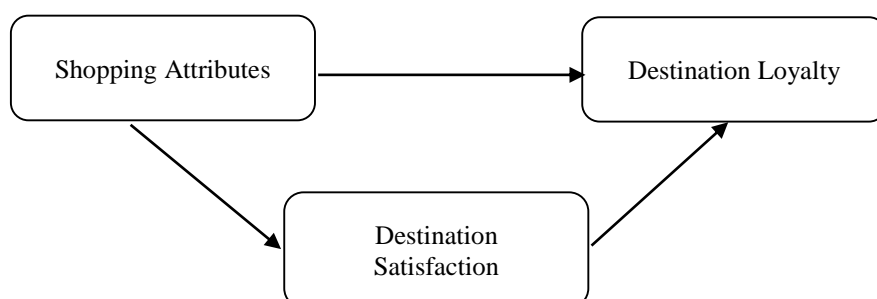 Shopping Attributes
Destination Loyalty
Destination
Satisfaction